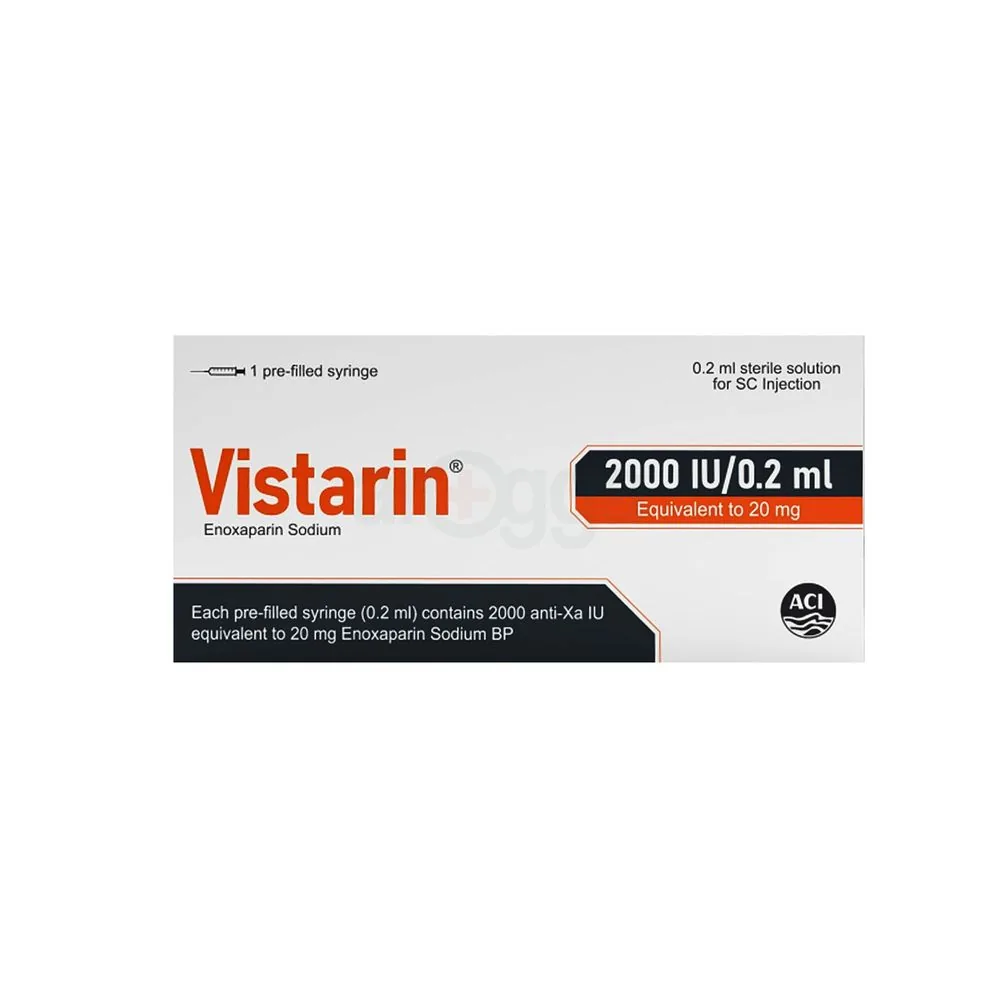 1 pre-filled syringe
0.2 ml sterile solution
for SC Injection
Vistarin®
Enoxaparin Sodium
2000 IU/0.2 ml
Equivalent to 20 mg
Each pre-filled syringe (0.2 ml) contains 2000 anti-Xa IU
equivalent to 20 mg Enoxaparin Sodium BP
ACI